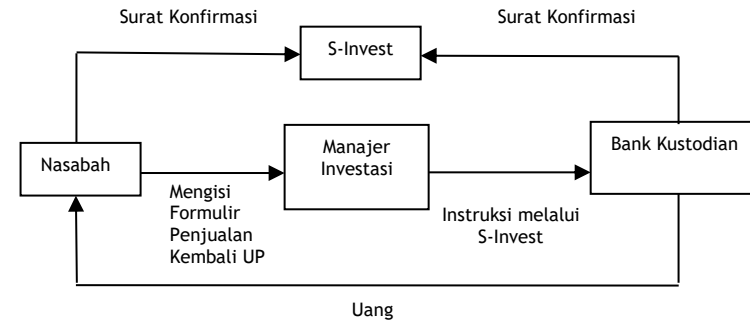 Surat Konfirmasi
Surat Konfirmasi
S-Invest
Nasabah
Manajer
Investasi
Bank Kustodian
Mengisi
Formulir
Penjualan
Kembali UP
Instruksi melalui
S-Invest
Uang